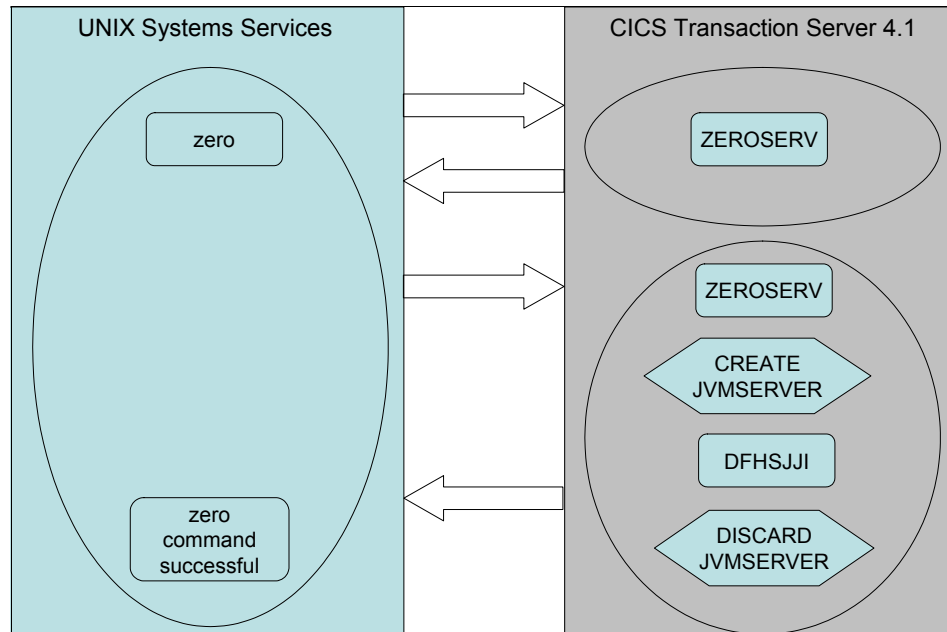 UNIX Systems Services
zero
zero
command
successful
CICS Transaction Server 4.1
ZEROSERV
ZEROSERV
CREATE
JVMSERVER
DFHSJJI
DISCARD
JVMSERVER